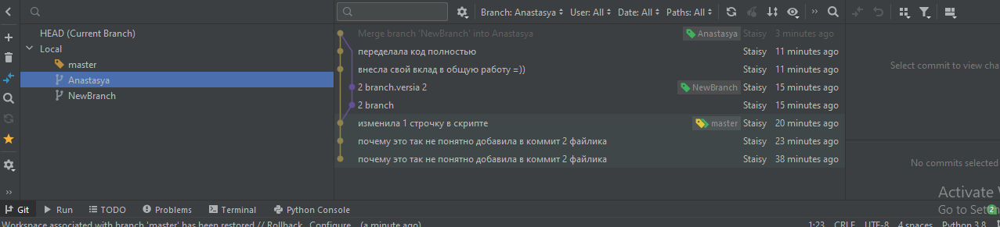 Branch: Anastasya User: All Date: All Paths: All »
HEAD (Current Branch)
Local
master
Anastasya
NewBranch
Merge branch 'NewBranch' into Anastasya Anastasya Staisy 3 minutes ago
переделала код полностью Staisy 11 minutes ago
внесла свой вклад в общую работу =)) Staisy 11 minutes ago
2 branch.versia 2 NewBranch Staisy 15 minutes ago
2 branch Staisy 15 minutes ago
изменила 1 строчку в скрипте master Staisy 20 minutes ago
почему это так не понятно добавила в коммит 2 файлика Staisy 23 minutes ago
почему это так не понятно добавила в коммит 2 файлика Staisy 38 minutes ago
Select commit to view cha
No commits selected
Activate
Go to Settin
»
Git Run TODO Problems Terminal Python Console 2
Workspace associated with branch 'master' has been restored // Rollback Configure... (a minute ago) 1:23 CRLF UTF-8 4 spaces Python 3.8